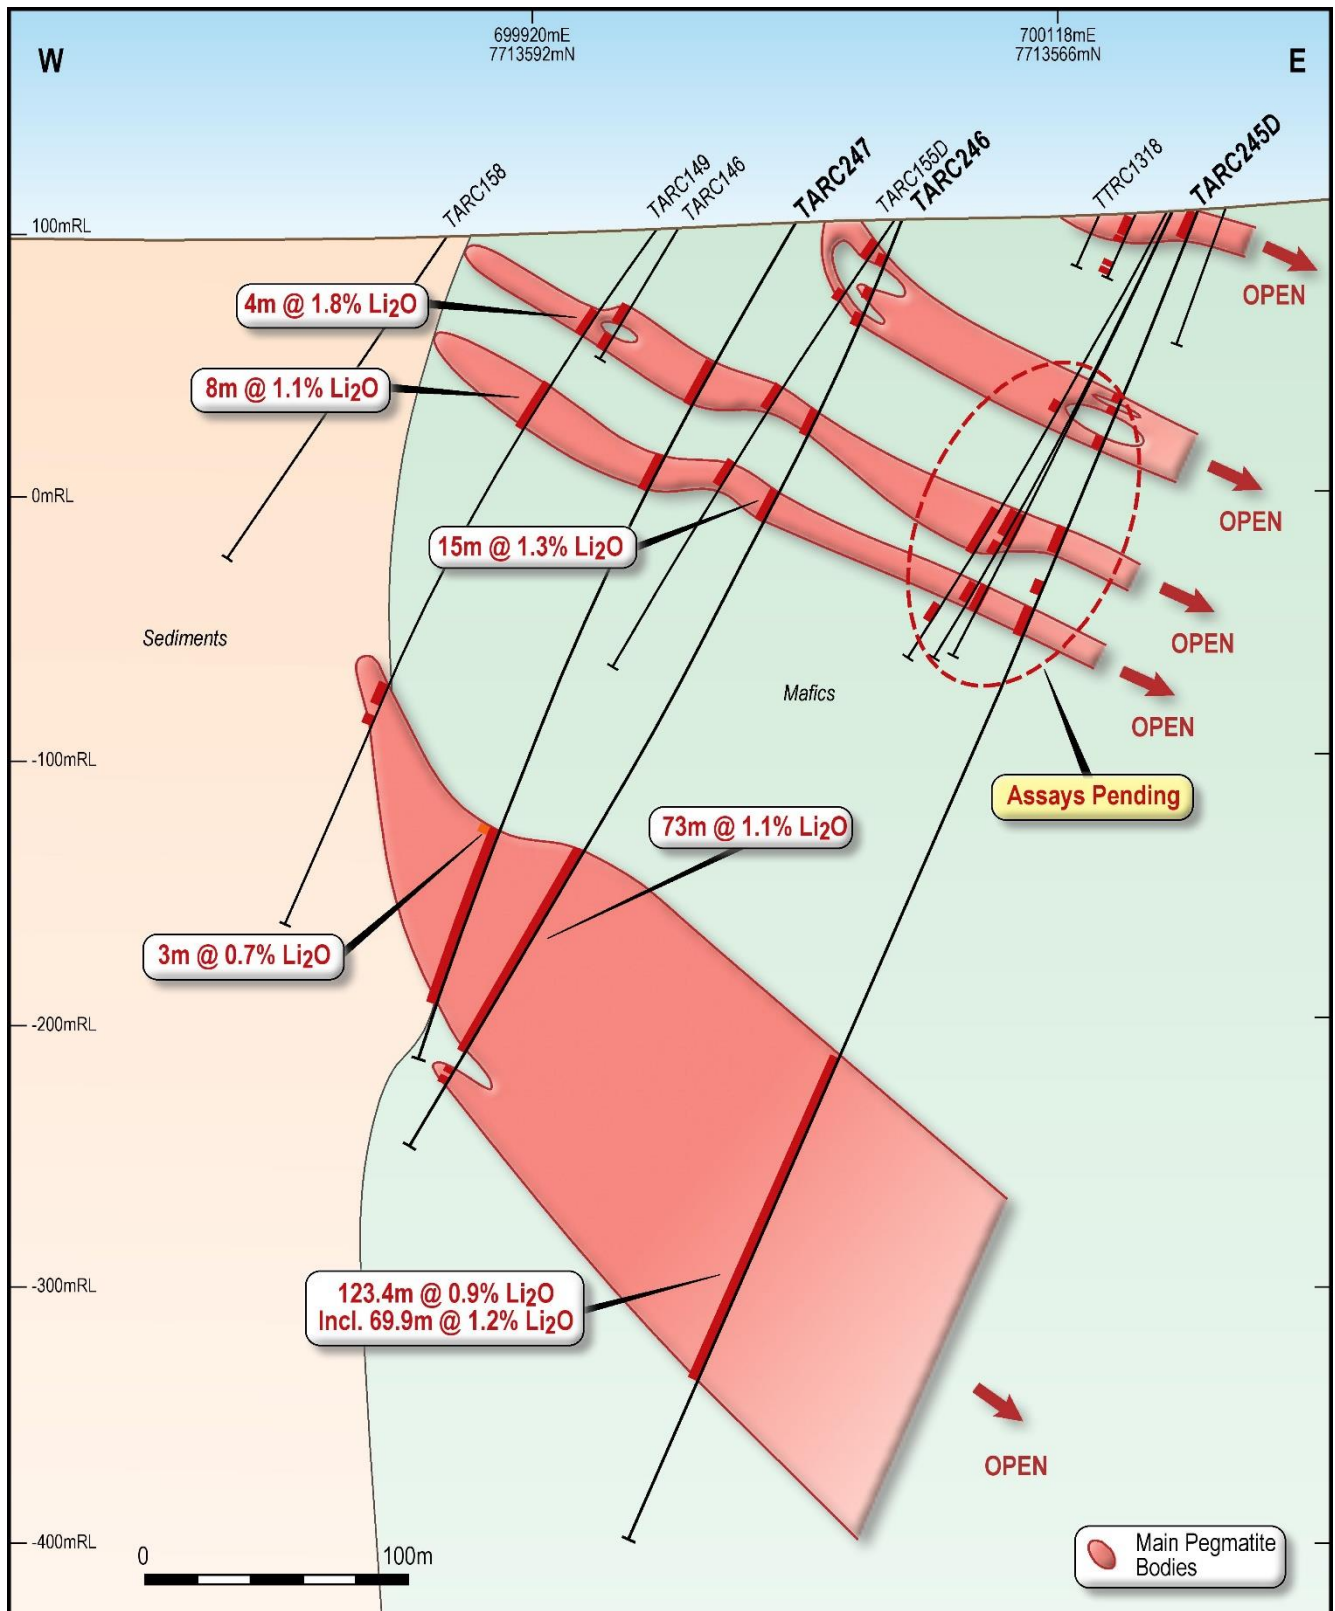 699920mE
7713592mN
700118mE
7713566mN
W
E
TARC158
TARC149
TARC146
TARC247
TARC155D
TARC246
TTRC1318
TARC245D
100mRL
OPEN
4m @ 1.8% Li2O
8m @ 1.1% Li2O
0mRL
OPEN
15m @ 1.3% Li2O
Sediments
OPEN
Mafics
OPEN
-100mRL
Assays Pending
73m @ 1.1% Li2O
3m @ 0.7% Li2O
-200mRL
-300mRL
123.4m @ 0.9% Li2O
Incl. 69.9m @ 1.2% Li2O
OPEN
-400mRL
0
100m
Main Pegmatite
Bodies